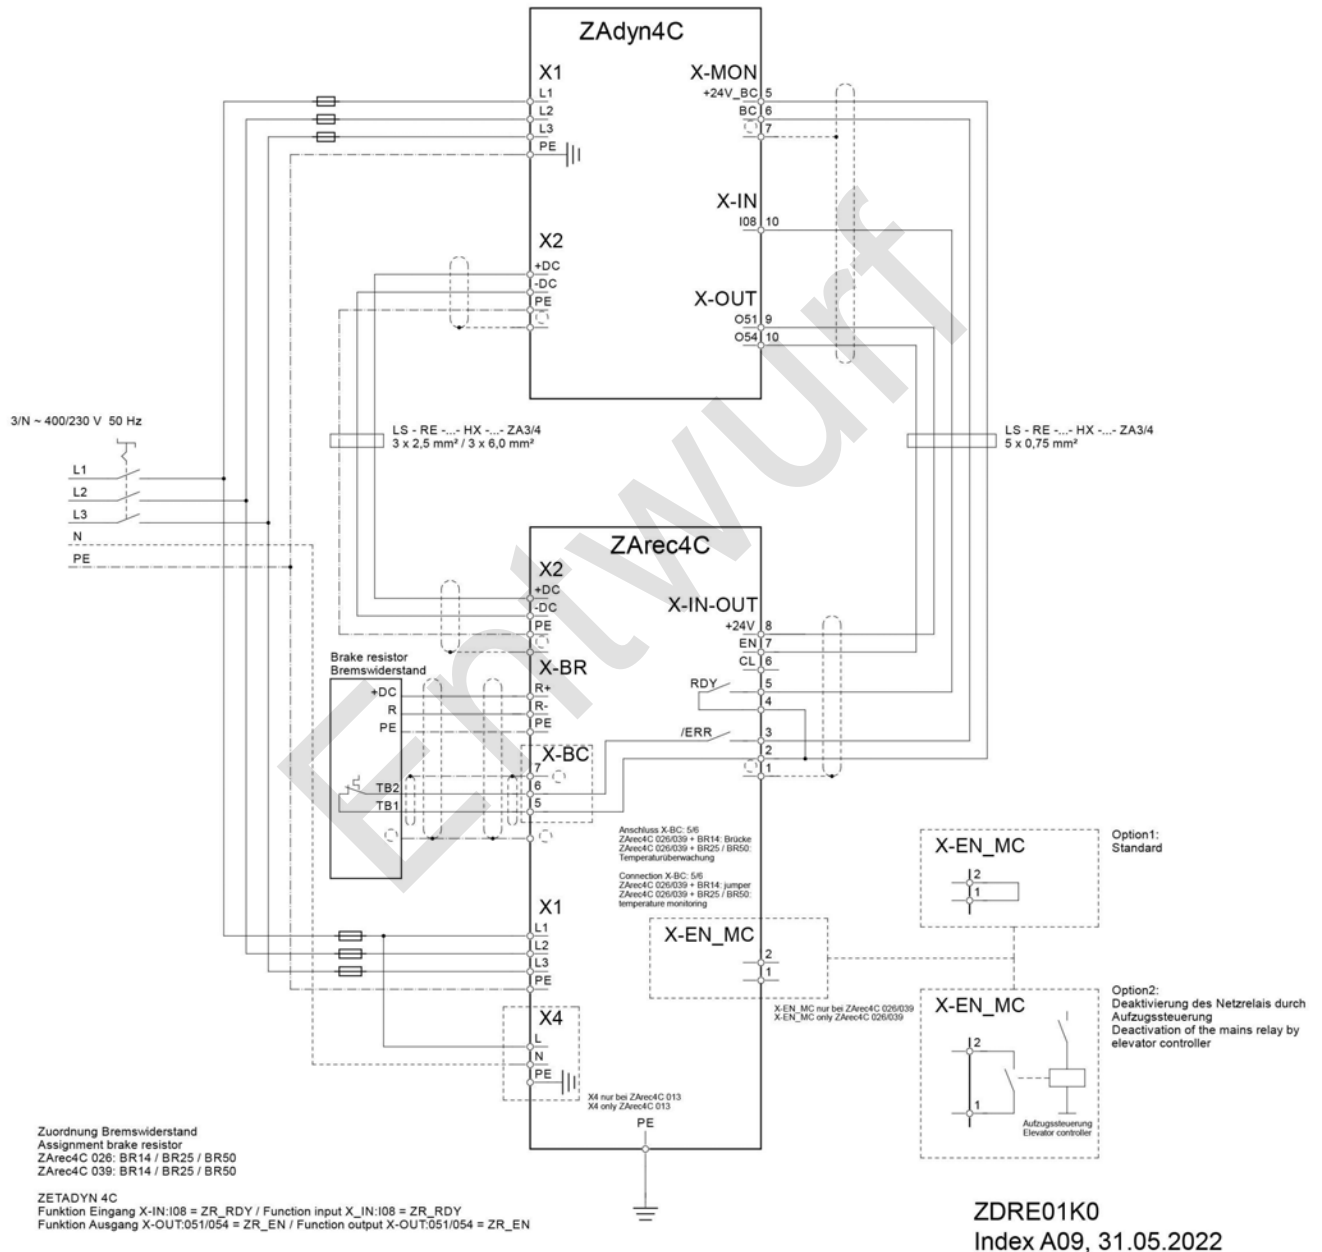 ZAdyn4C
X1
L1
L2
L3
PE
X-MON
+24V_BC 5
BC 6
7
X-IN
I08 10
X2
+DC
-DC
PE
X-OUT
O51 9
O54 10
3/N ~ 400/230 V 50 Hz
L1
L2
L3
N
PE
LS - RE -...- HX -...- ZA3/4
3 x 2,5 mm² / 3 x 6,0 mm²
LS - RE -...- HX -...- ZA3/4
5 x 0,75 mm²
ZArec4C
X2
+DC
-DC
PE
X-IN-OUT
+24V 8
EN 7
CL 6
RDY 5
4
/ERR 3
2
1
Brake resistor
Bremswiderstand
+DC
R
PE
TB2
TB1
X-BR
R+
R-
PE
X-BC
7
6
5
Anschluss X-BC: 5/6
ZArec4C 026/039 + BR14: Brücke
ZArec4C 026/039 + BR25 / BR50:
Temperaturüberwachung
Connection X-BC: 5/6
ZArec4C 026/039 + BR14: jumper
ZArec4C 026/039 + BR25 / BR50:
temperature monitoring
X1
L1
L2
L3
PE
X-EN_MC
2
1
X-EN_MC nur bei ZArec4C 026/039
X-EN_MC only ZArec4C 026/039
X4
L
N
PE
X4 nur bei ZArec4C 013
X4 only ZArec4C 013
PE
X-EN_MC
2
1
Option1:
Standard
X-EN_MC
2
1
Aufzugssteuerung
Elevator controller
Option2:
Deaktivierung des Netzrelais durch
Aufzugssteuerung
Deactivation of the mains relay by
elevator controller
Entwurf
Zuordnung Bremswiderstand
Assignment brake resistor
ZArec4C 026: BR14 / BR25 / BR50
ZArec4C 039: BR14 / BR25 / BR50
ZETADYN 4C
Funktion Eingang X-IN:I08 = ZR_RDY / Function input X_IN:I08 = ZR_RDY
Funktion Ausgang X-OUT:051/054 = ZR_EN / Function output X-OUT:051/054 = ZR_EN
ZDRE01K0
Index A09, 31.05.2022